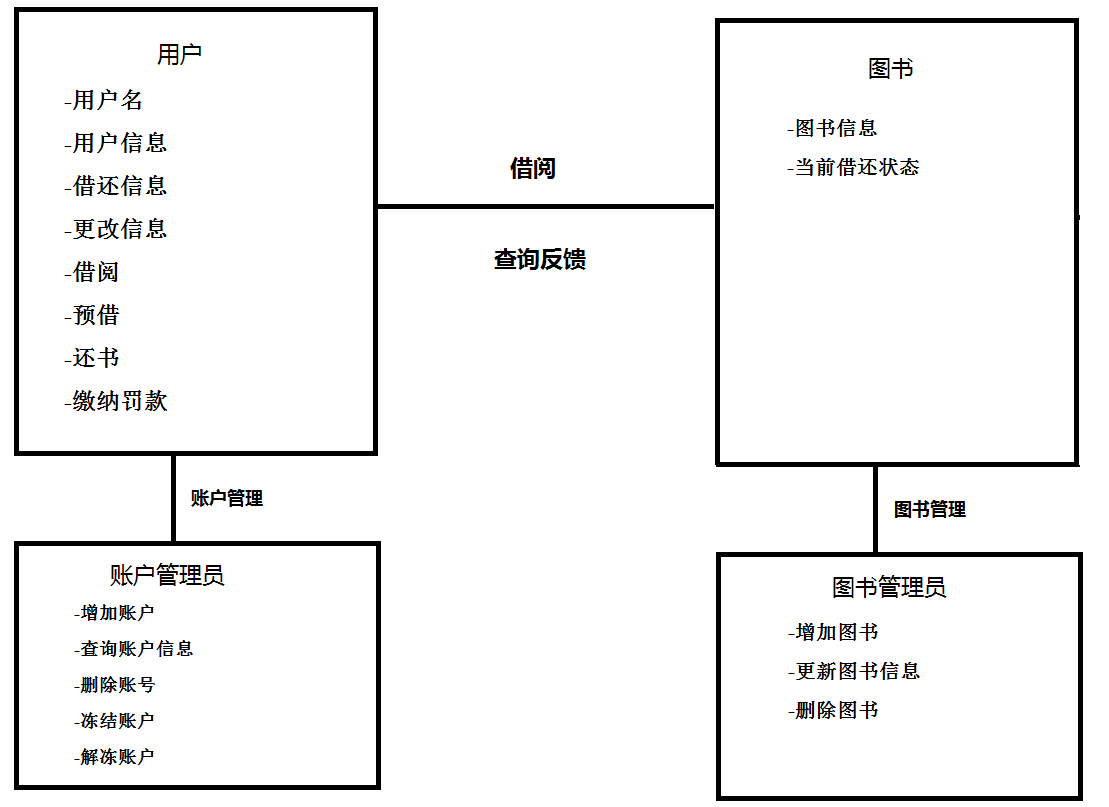 用户
-用户名
-用户信息
-借还信息
-更改信息
-借阅
-预借
-还书
-缴纳罚款
借阅
查询反馈
图书
-图书信息
-当前借还状态
账户管理
图书管理
账户管理员
-增加账户
-查询账户信息
-删除账号
-冻结账户
-解冻账户
图书管理员
-增加图书
-更新图书信息
-删除图书